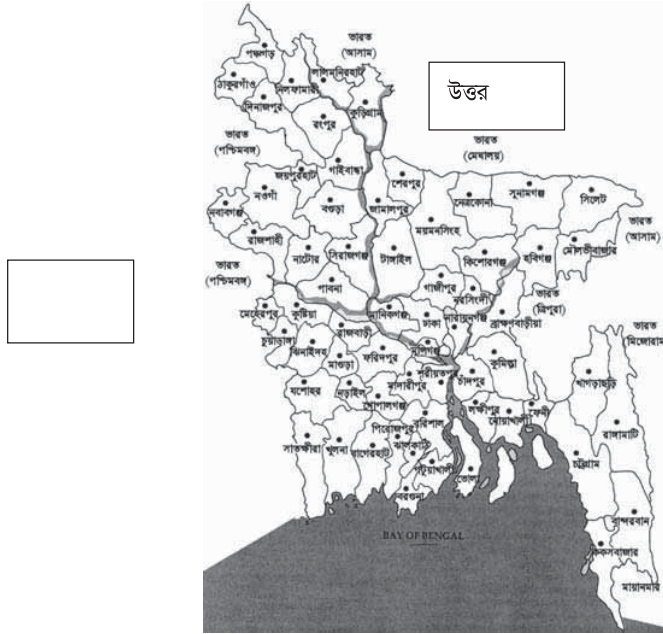 ভারত
(আসাম)
পঞ্চগড়
লালমনিরহাট
ঠাকুরগাঁও
নিলফামারী
দিনাজপুর
কুড়িগ্রাম
উত্তর
রংপুর
ভারত
(পশ্চিমবঙ্গ)
ভারত
(মেঘালয়)
গাইবান্ধা
জয়পুরহাট
শেরপুর
নওগাঁ
বগুড়া
জামালপুর
নেত্রকোনা
সুনামগঞ্জ
সিলেট
নবাবগঞ্জ
ময়মনসিংহ
ভারত
(আসাম)
রাজশাহী
নাটোর
সিরাজগঞ্জ
টাঙ্গাইল
কিশোরগঞ্জ
হবিগঞ্জ
মৌলভীবাজার
ভারত
(পশ্চিমবঙ্গ)
পাবনা
গাজীপুর
নরসিংদী
ভারত
(ত্রিপুরা)
মেহেরপুর
কুষ্টিয়া
মানিকগঞ্জ
ঢাকা
নারায়নগঞ্জ
ব্রাহ্মণবাড়ীয়া
চুয়াডাঙ্গা
রাজবাড়ী
ভারত
(মিজোরাম
ঝিনাইদহ
মাগুড়া
ফরিদপুর
মুন্সিগঞ্জ
কুমিল্লা
শরীয়তপুর
যশোহর
নড়াইল
মাদারীপুর
চাঁদপুর
খাগড়াছড়ি
গোপালগঞ্জ
বরিশাল
লক্ষীপুর
নোয়াখালী
ফেনী
রাঙ্গামাটি
সাতক্ষীরা
খুলনা
বাগেরহাট
পিরোজপুর
ঝালকাঠি
পটুয়াখালী
ভোলা
চট্টগ্রাম
বরগুনা
বান্দরবান
BAY OF BENGAL
কক্সবাজার
মায়ানমার